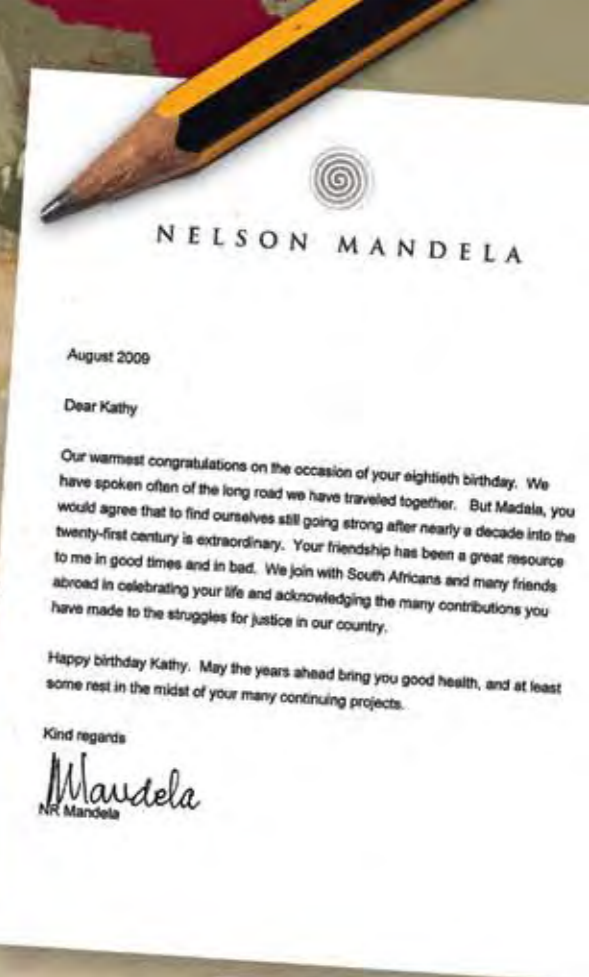 NELSON MANDELA
August 2009
Dear Kathy
Our warmest congratulations on the occasion of your eightieth birthday. We
have spoken often of the long road we have traveled together. But Madala, you
would agree that to find ourselves still going strong after nearly a decade into the
twenty-first century is extraordinary. Your friendship has been a great resource
to me in good times and in bad. We join with South Africans and many friends
abroad in celebrating your life and acknowledging the many contributions you
have made to the struggles for justice in our country.
Happy birthday Kathy. May the years ahead bring you good health, and at least
some rest in the midst of your many continuing projects.
Kind regards
Mandela
NR Mandela